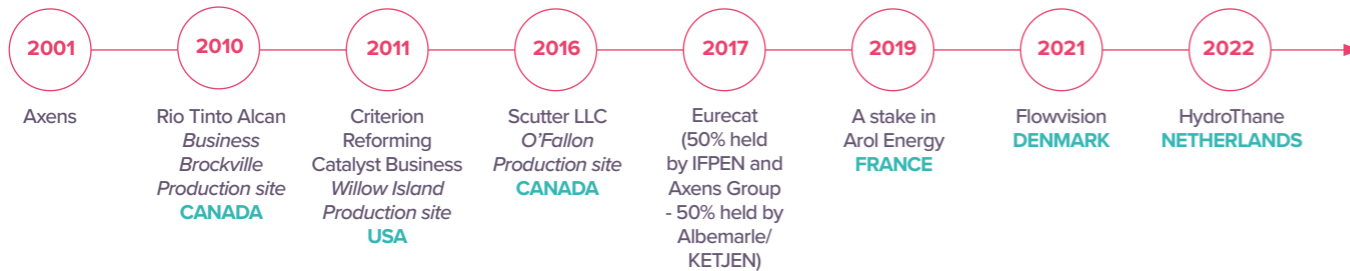 2001
Axens
2010
Rio Tinto Alcan
Business
Brockville
Production site
CANADA
2011
Criterion
Reforming
Catalyst Business
Willow Island
Production site
USA
2016
Scutter LLC
O'Fallon
Production site
CANADA
2017
Eurecat
(50% held
by IFPEN and
Axens Group
- 50% held by
Albemarle/
KETJEN)
2019
A stake in
Arol Energy
FRANCE
2021
Flowvision
DENMARK
2022
HydroThane
NETHERLANDS